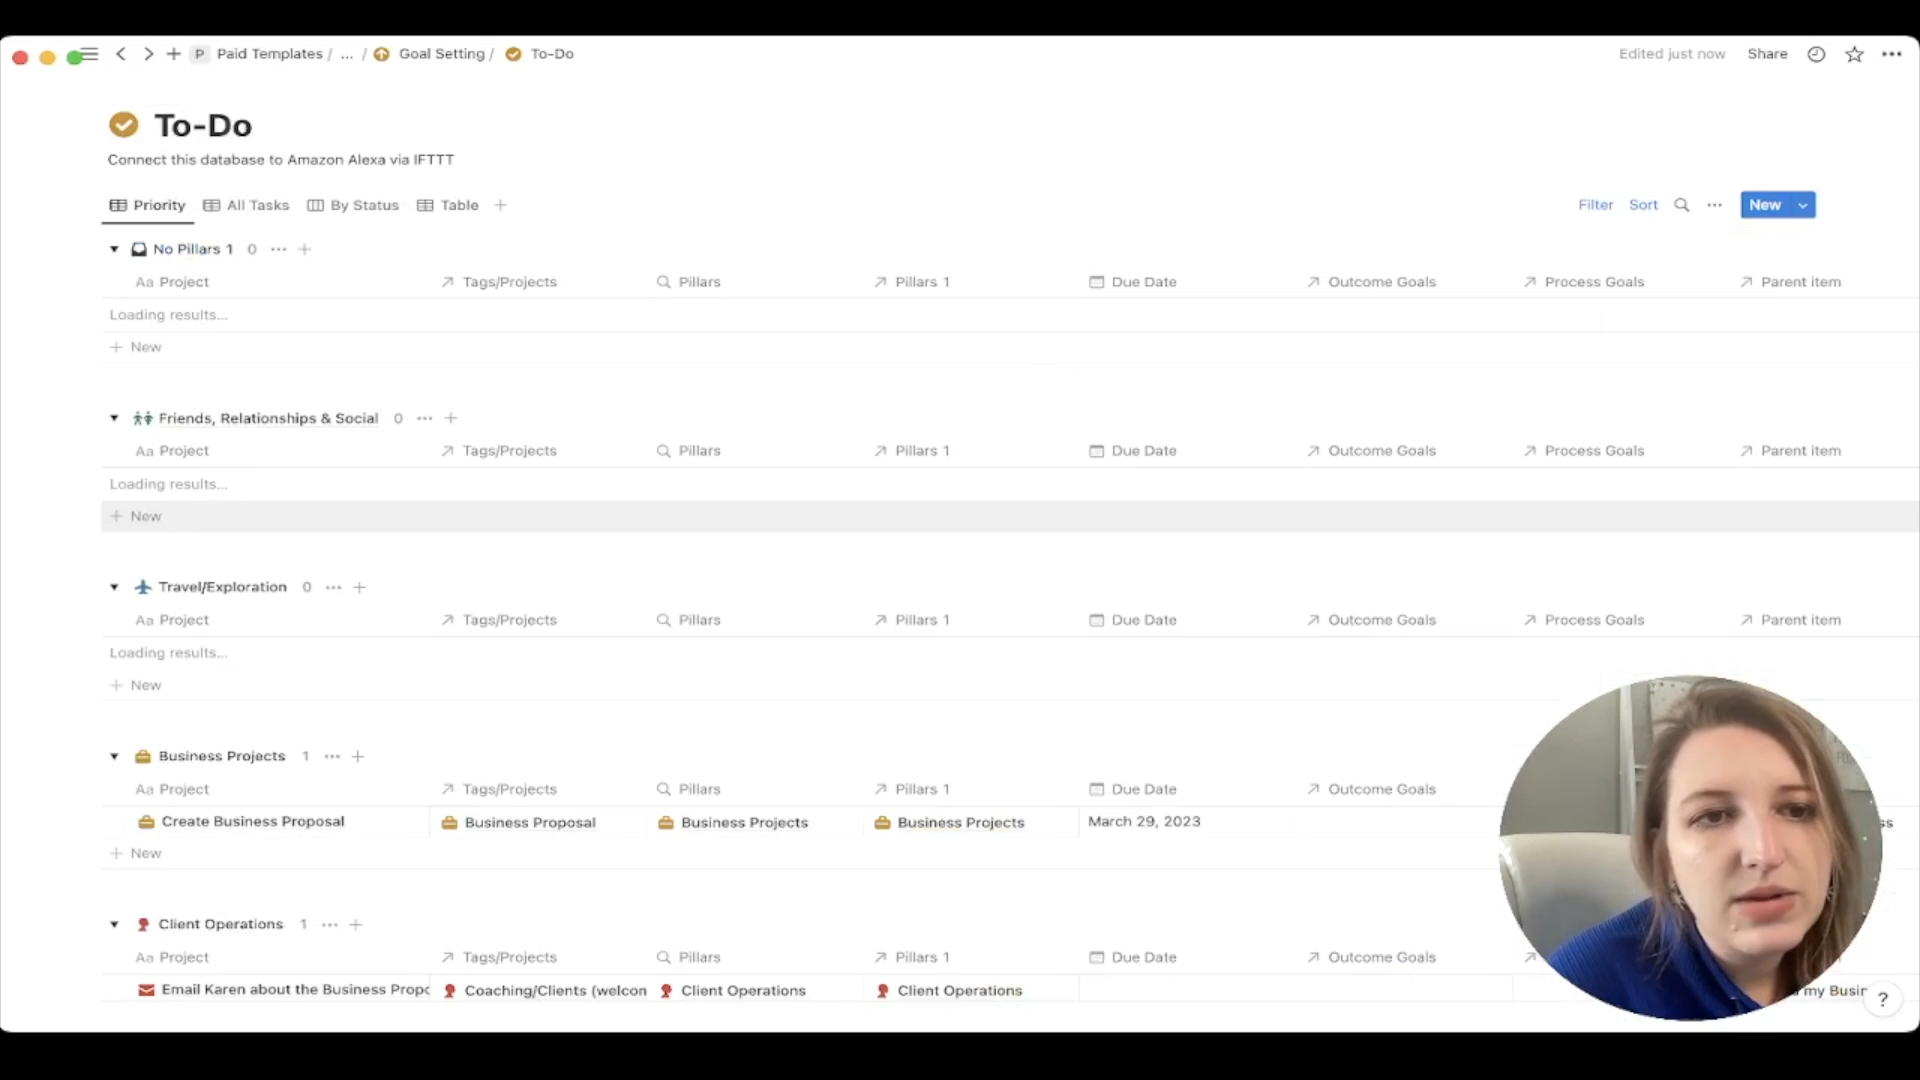 P Paid Templates / ... / Goal Setting / To-Do
Edited just now Share
To-Do
Connect this database to Amazon Alexa via IFTTT
Priority All Tasks By Status Table
Filter Sort New
No Pillars 1 0
Aa Project Tags/Projects Pillars Pillars 1 Due Date Outcome Goals Process Goals Parent item
Loading results...
New
Friends, Relationships & Social 0
Aa Project Tags/Projects Pillars Pillars 1 Due Date Outcome Goals Process Goals Parent item
Loading results...
New
Travel/Exploration 0
Aa Project Tags/Projects Pillars Pillars 1 Due Date Outcome Goals Process Goals Parent item
Loading results...
New
Business Projects 1
Aa Project Tags/Projects Pillars Pillars 1 Due Date Outcome Goals
Create Business Proposal Business Proposal Business Projects Business Projects March 29, 2023
New
Client Operations 1
Aa Project Tags/Projects Pillars Pillars 1 Due Date Outcome Goals
Email Karen about the Business Propo Coaching/Clients (welcon Client Operations Client Operations my Busin
?